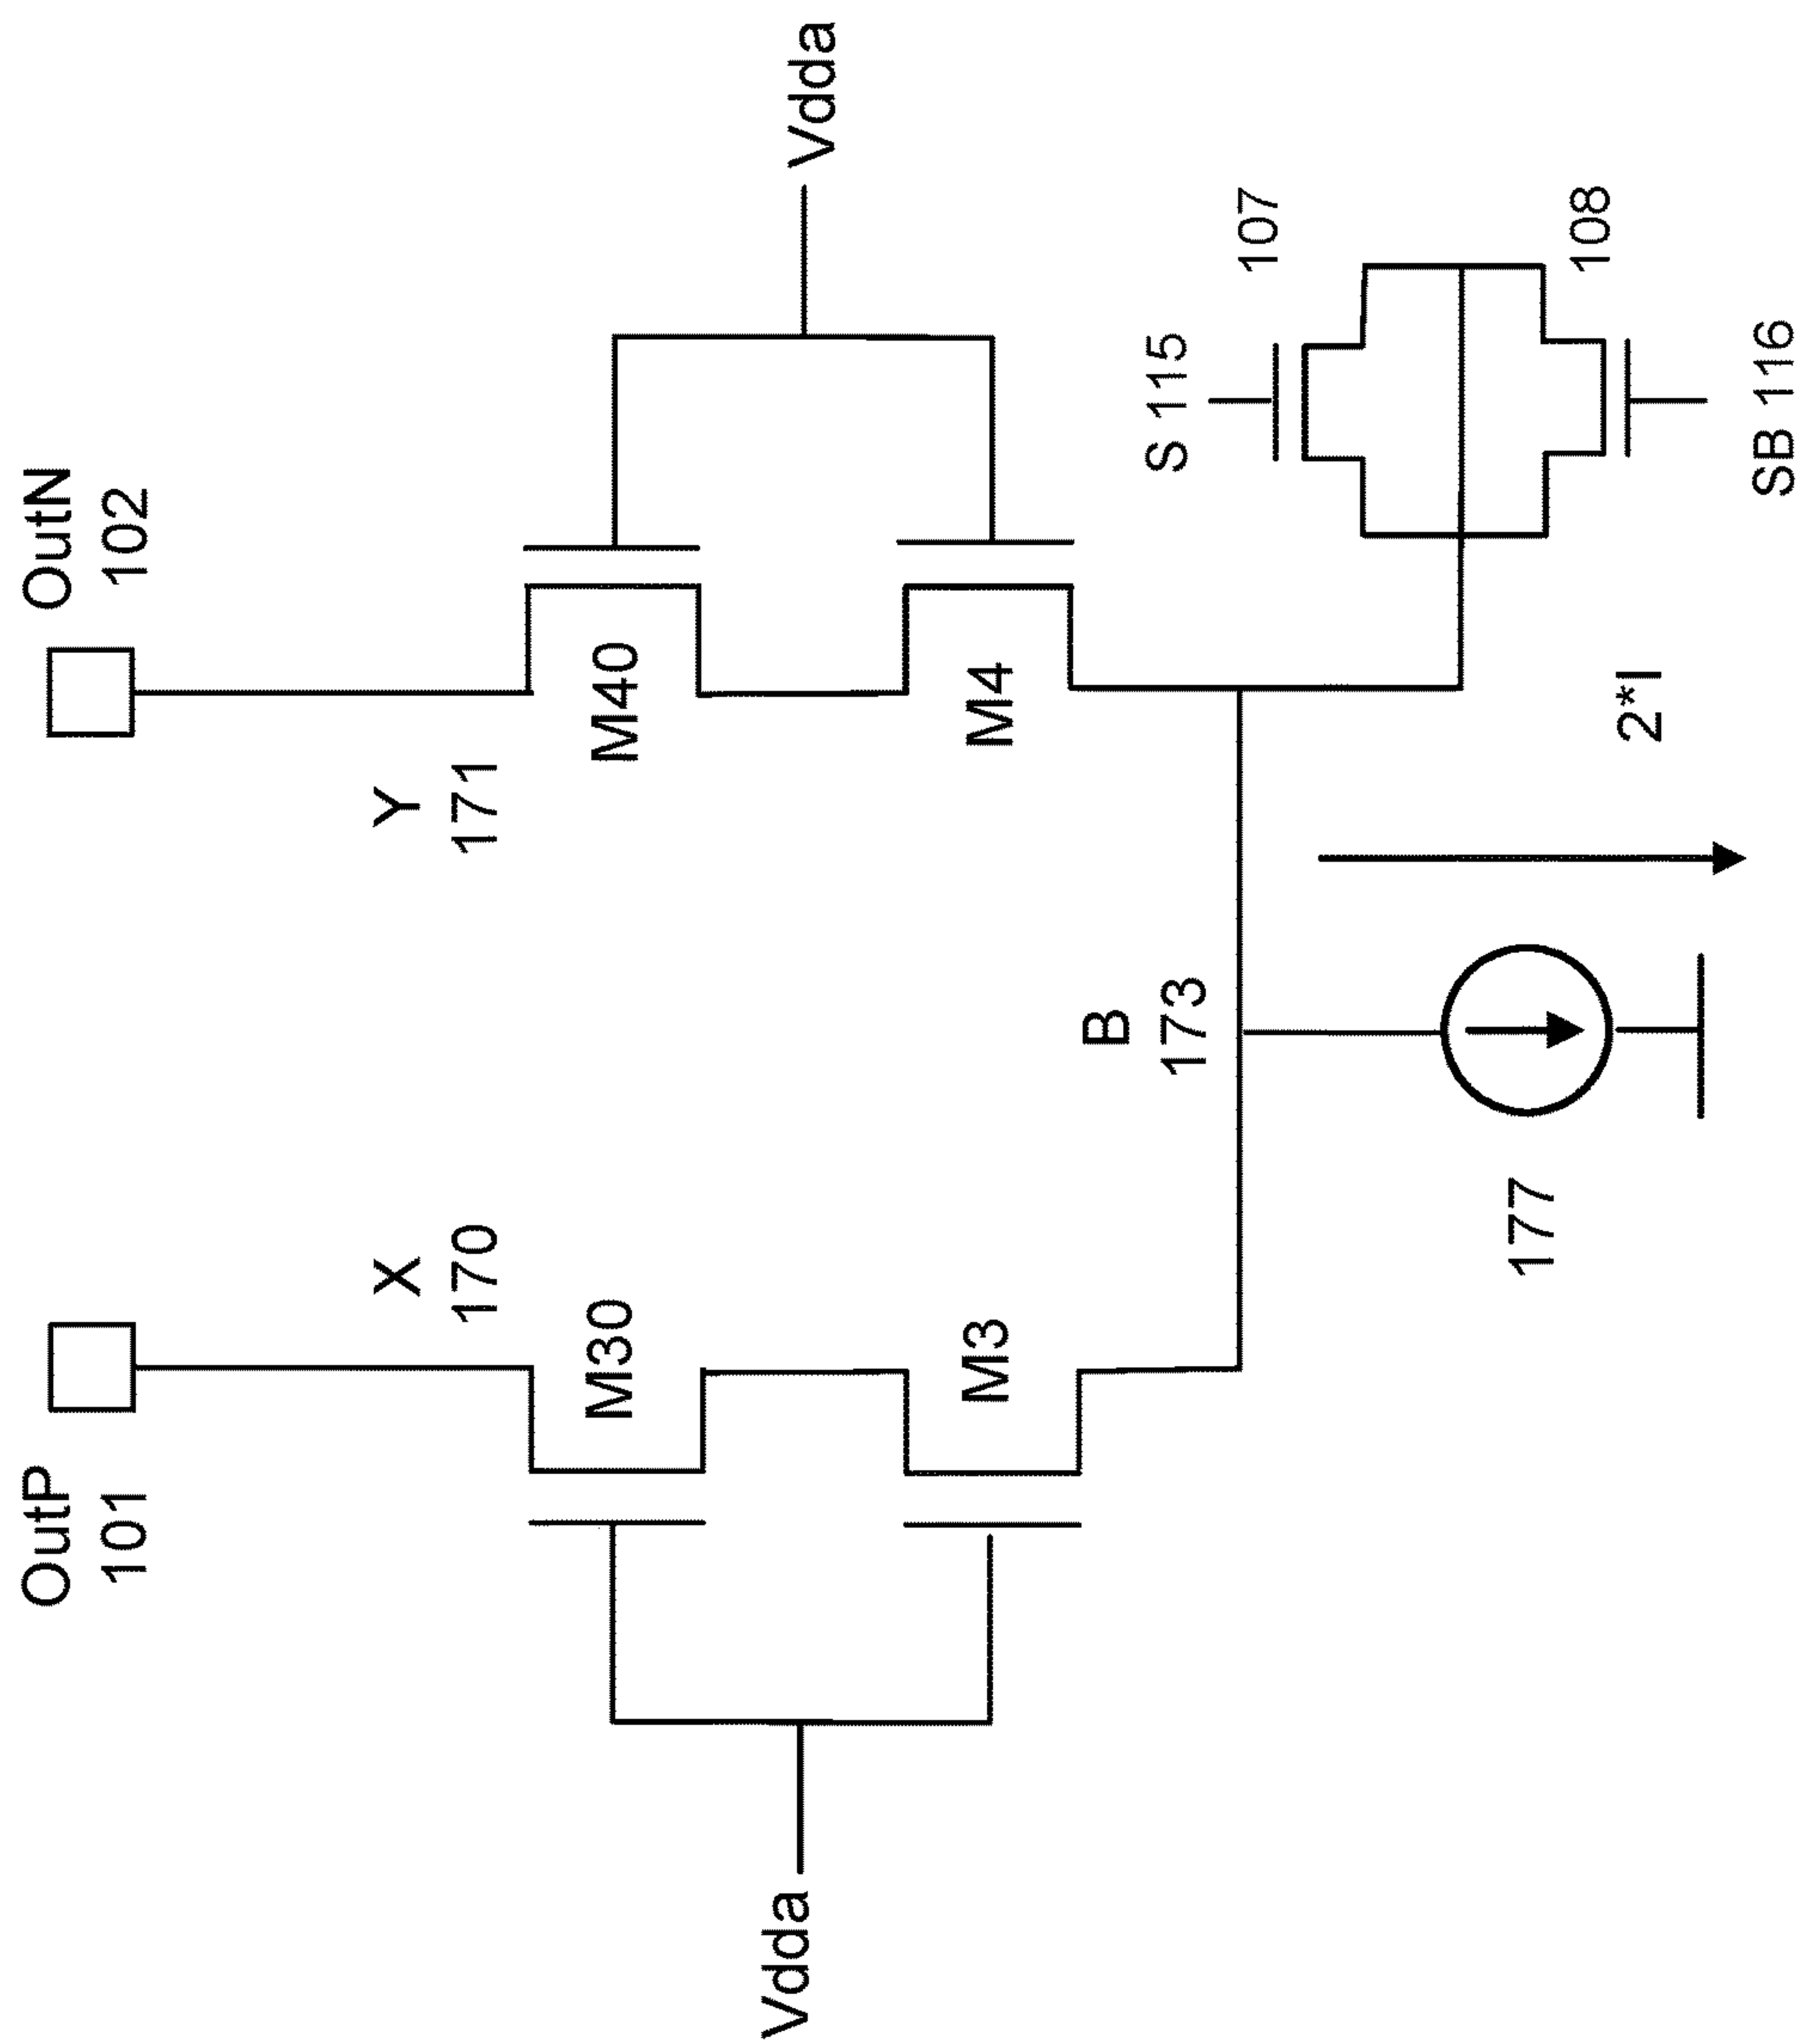 OutP
101
OutN
102
X
170
Y
171
M30
M40
M3
M4
Vdda
Vdda
B
173
177
2*I
S 115
107
108
SB 116